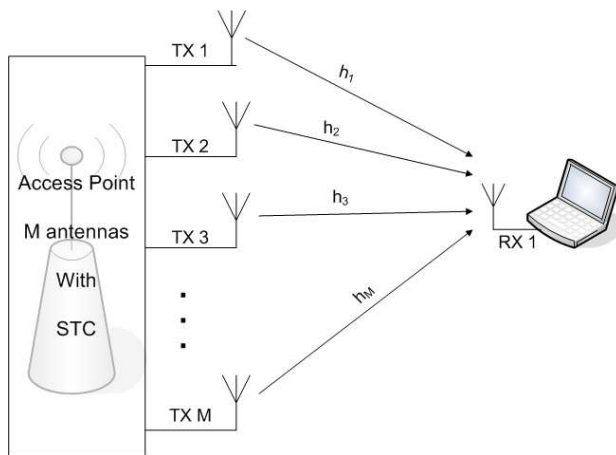 TX 1
h1
TX 2
h2
Access Point
TX 3
h3
M antennas
RX 1
With
hM
STC
TX M